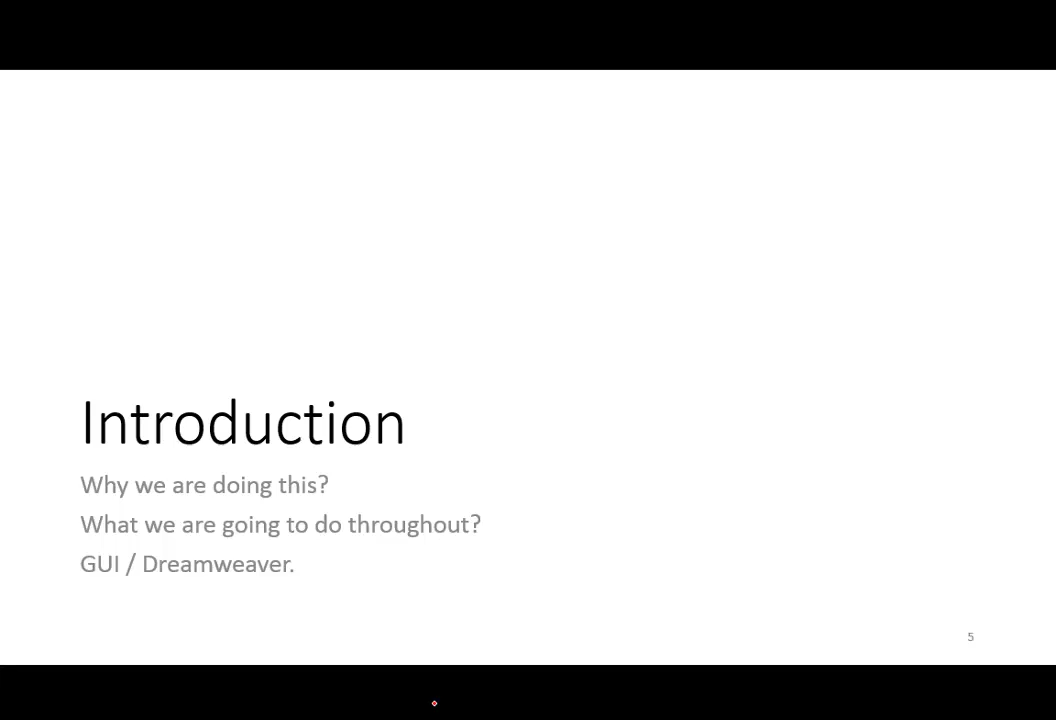 Introduction
Why we are doing this?
What we are going to do throughout?
GUI / Dreamweaver.
5